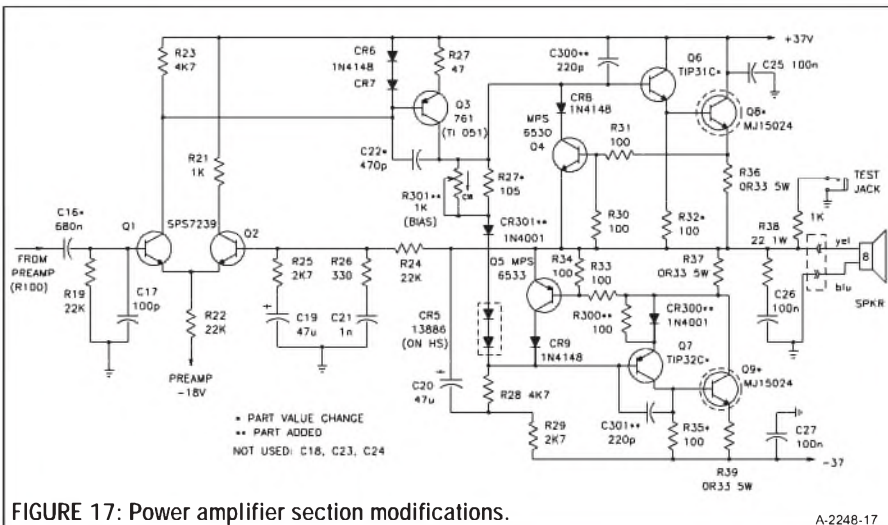 +37V
R23
4K7
CR6
1N4148
CR7
R27
47
C300**
220p
Q6
TIP31C*
C25 100n
Q3
761
(TI 051)
CR8
1N4148
MPS
6530
Q4
R31
100
Q8*
MJ15024
R21
1K
C22*
470p
R301**
1K
(BIAS)
CW
R27*
105
R30
100
R32*
100
R36
0R33 5W
TEST
JACK
1K
C16*
680n
Q1
SPS7239
Q2
CR301**
1N4001
R38
22 1W
yel
8
blu
SPKR
FROM
PREAMP
(R100)
R19
22K
C17
100p
R22
22K
PREAMP
-18V
R25
2K7
R26
330
R24
22K
C19
47u
C21
1n
Q5 MPS
6533
R34
100
R33
100
R37
0R33 5W
C26
100n
CR5
13886
(ON HS)
R300**
100
CR300**
1N4001
CR9
1N4148
Q7
TIP32C*
Q9*
MJ15024
C20
47u
R28 4K7
R29
2K7
C301**
220p
R35*
100
C27
100n
-37
R39
0R33 5W
* PART VALUE CHANGE
** PART ADDED
NOT USED: C18, C23, C24
FIGURE 17: Power amplifier section modifications.
A-2248-17